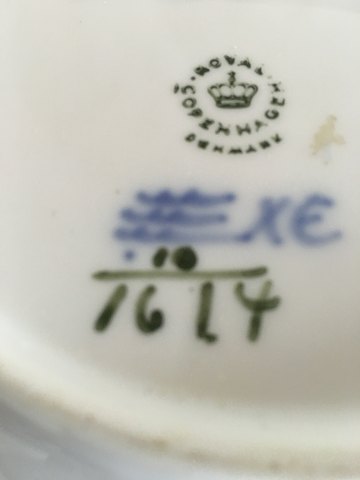 ROYAL COPENHAGEN
DENMARK
XE
10
1614